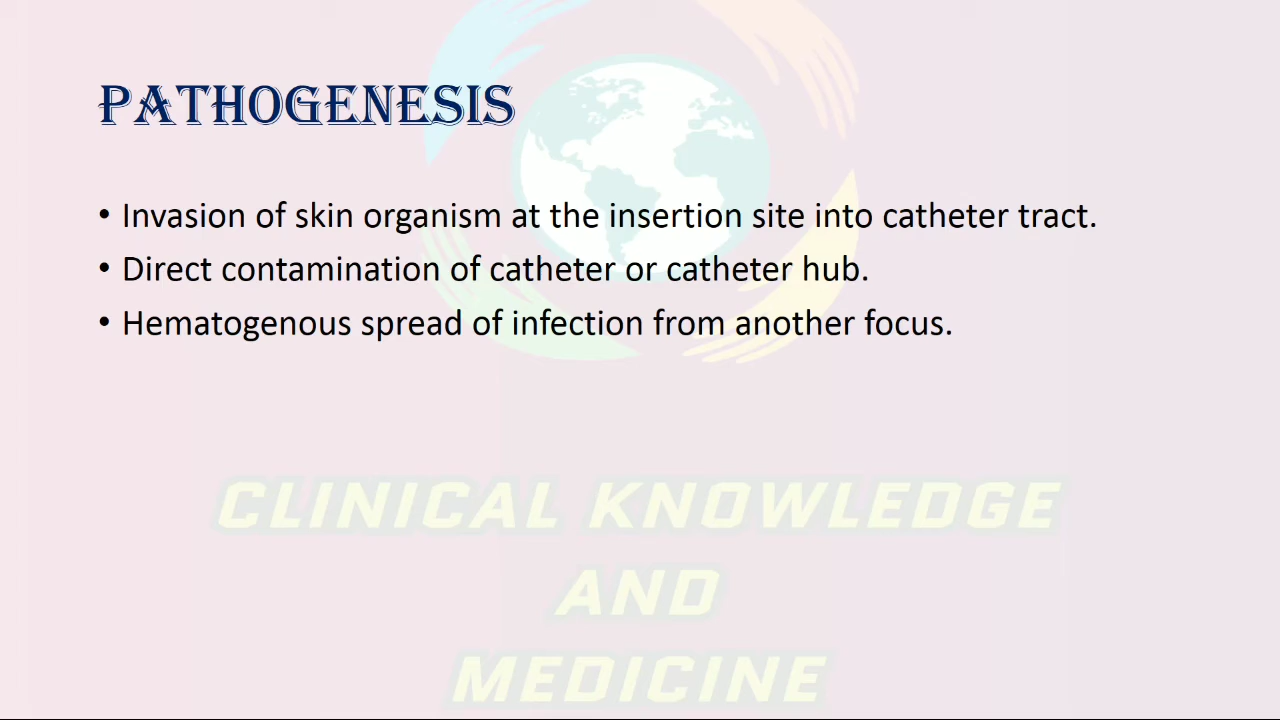 PATHOGENESIS
• Invasion of skin organism at the insertion site into catheter tract.
• Direct contamination of catheter or catheter hub.
• Hematogenous spread of infection from another focus.
CLINICAL KNOWLEDGE
AND
MEDICINE